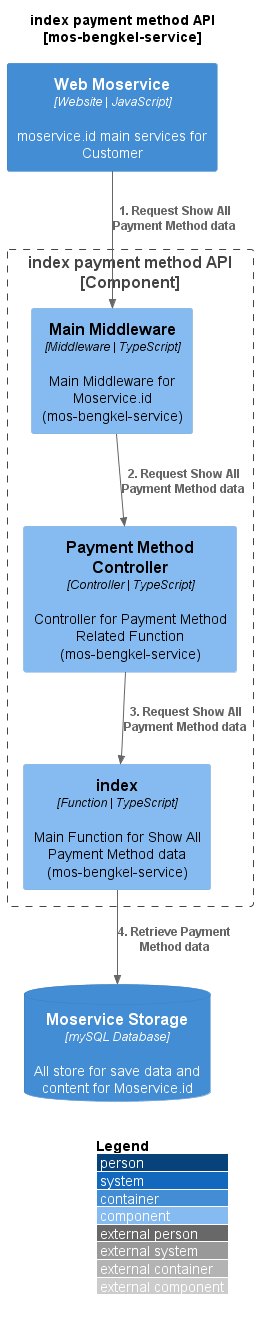 index payment method API
[mos-bengkel-service]
Web Moservice
[Website | JavaScript]
moservice.id main services for
Customer
1. Request Show All
Payment Method data
index payment method API
[Component]
Main Middleware
[Middleware | TypeScript]
Main Middleware for
Moservice.id
(mos-bengkel-service)
2. Request Show All
Payment Method data
Payment Method
Controller
[Controller | TypeScript]
Controller for Payment Method
Related Function
(mos-bengkel-service)
3. Request Show All
Payment Method data
index
[Function | TypeScript]
Main Function for Show All
Payment Method data
(mos-bengkel-service)
4. Retrieve Payment
Method data
Moservice Storage
[mySQL Database]
All store for save data and
content for Moservice.id
Legend
person
system
container
component
external person
external system
external container
external component